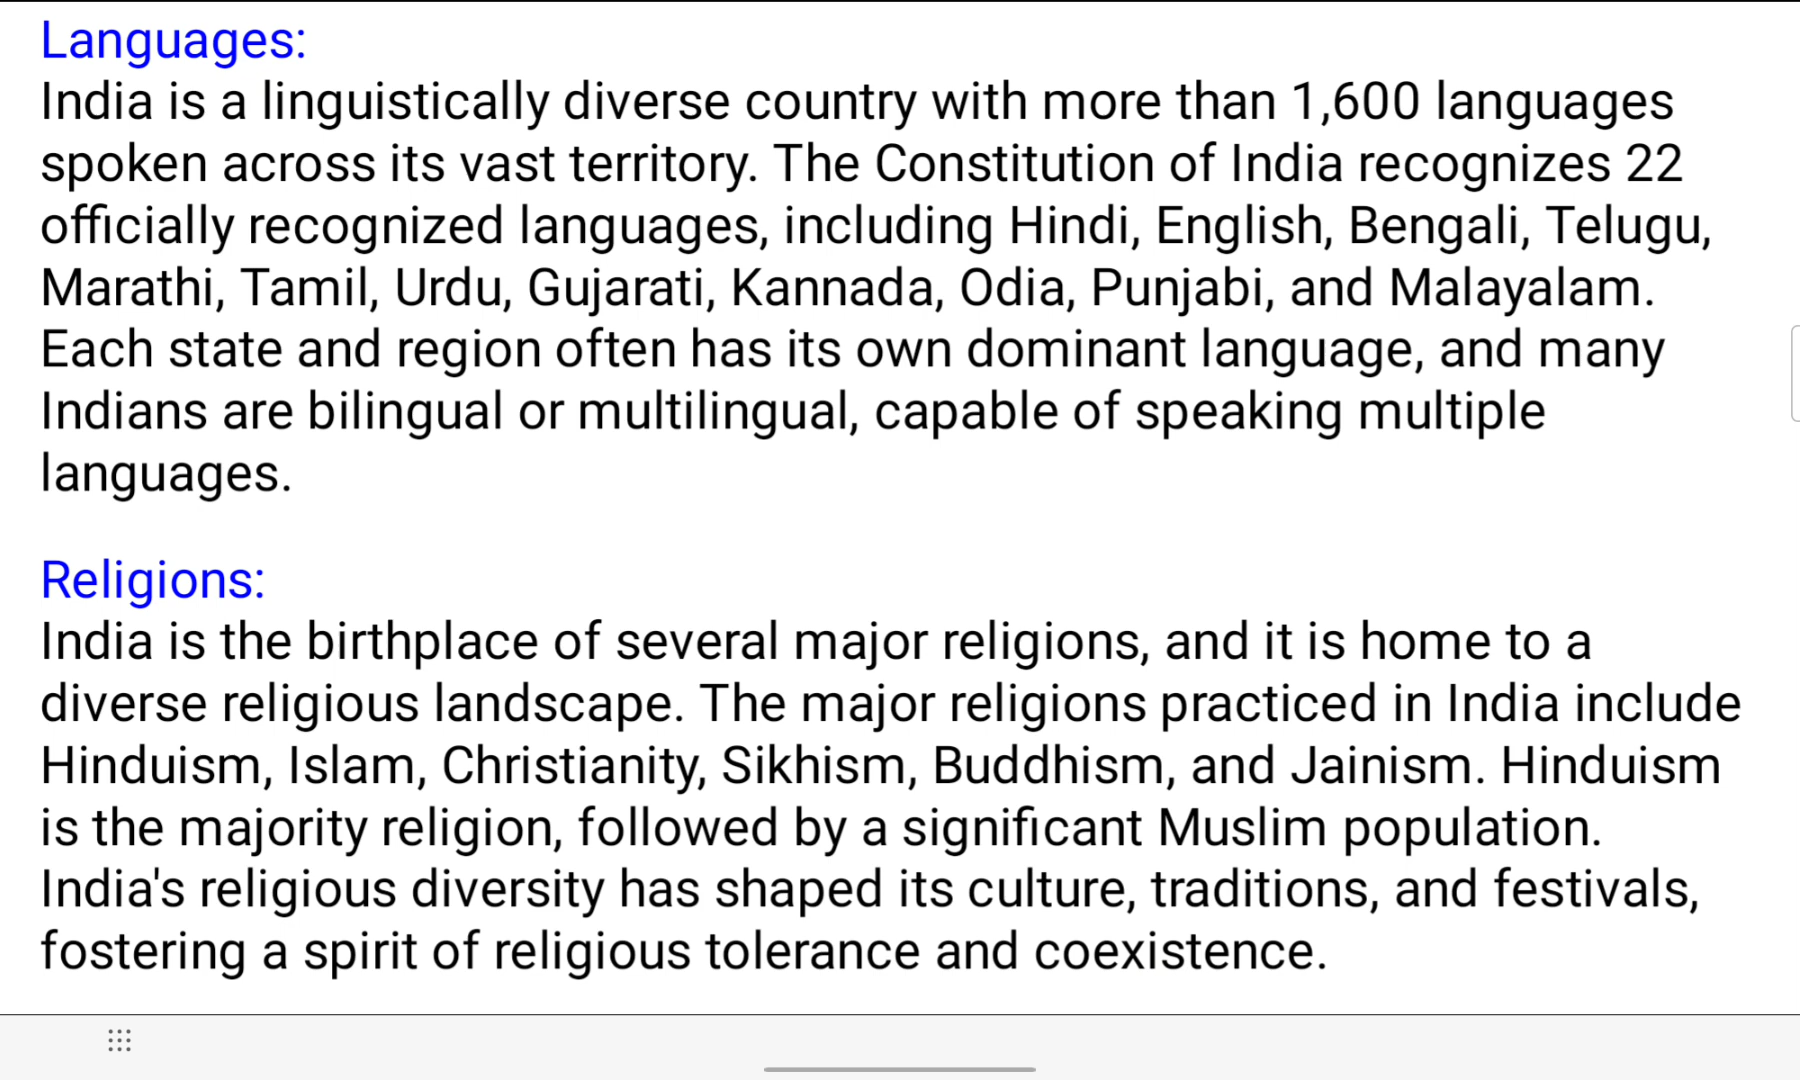 Languages:
India is a linguistically diverse country with more than 1,600 languages
spoken across its vast territory. The Constitution of India recognizes 22
officially recognized languages, including Hindi, English, Bengali, Telugu,
Marathi, Tamil, Urdu, Gujarati, Kannada, Odia, Punjabi, and Malayalam.
Each state and region often has its own dominant language, and many
Indians are bilingual or multilingual, capable of speaking multiple
languages.
Religions:
India is the birthplace of several major religions, and it is home to a
diverse religious landscape. The major religions practiced in India include
Hinduism, Islam, Christianity, Sikhism, Buddhism, and Jainism. Hinduism
is the majority religion, followed by a significant Muslim population.
India's religious diversity has shaped its culture, traditions, and festivals,
fostering a spirit of religious tolerance and coexistence.